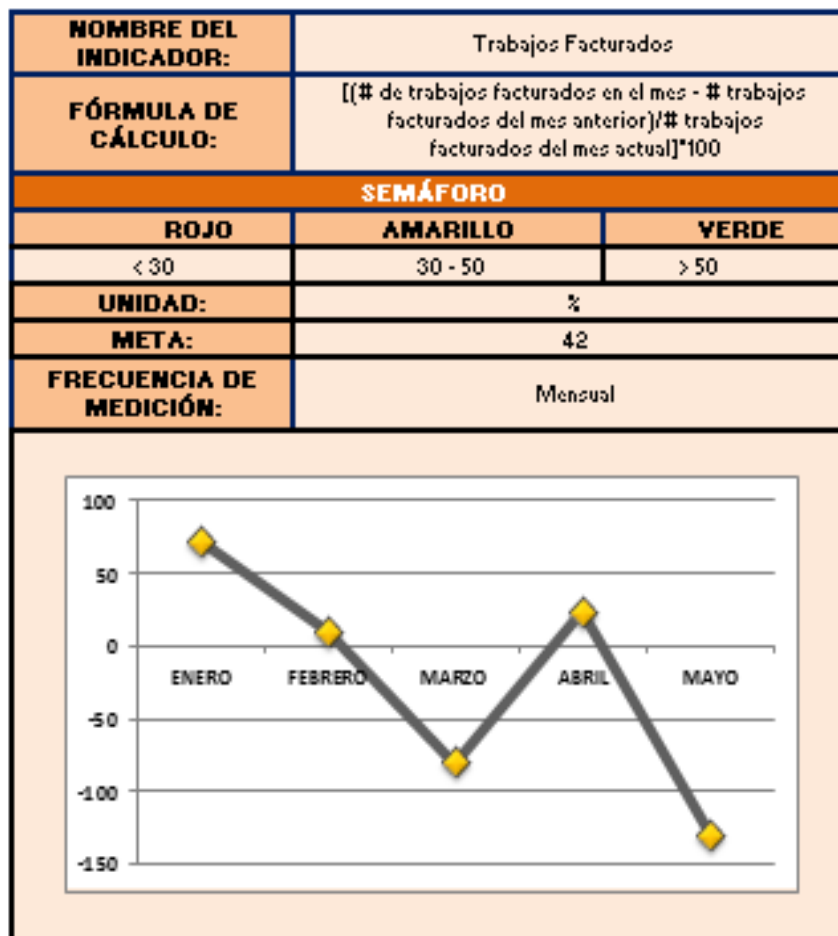 NOMBRE DEL
INDICADOR:
Trabajos Facturados
FÓRMULA DE
CÁLCULO:
[(# de trabajos facturados en el mes - # trabajos
facturados del mes anterior)/# trabajos
facturados del mes actual]*100
SEMÁFORO
ROJO AMARILLO VERDE
< 30 30 - 50 > 50
UNIDAD: %
META: 42
FRECUENCIA DE
MEDICIÓN:
Mensual
100
50
0
ENERO FEBRERO MARZO ABRIL MAYO
-50
-100
-150